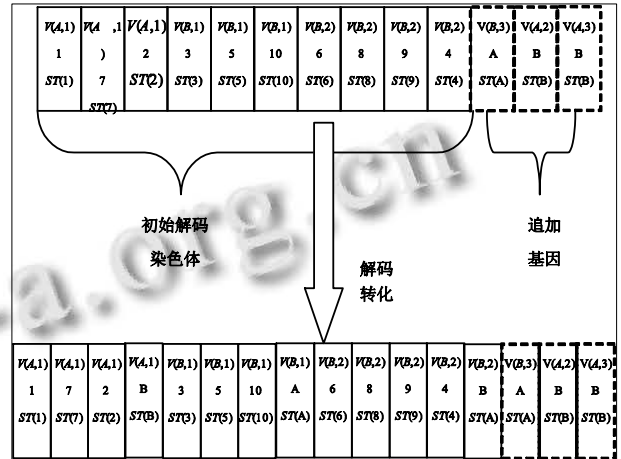 V(A,1) V(A ,1) V(A,1) V(B,1) V(B,1) V(B,1) V(B,2) V(B,2) V(B,2) V(B,2) V(B,3) V(A,2) V(A,3)
1 7 2 3 5 10 6 8 9 4 A B B
ST(1) ST(7) ST(2) ST(3) ST(5) ST(10) ST(6) ST(8) ST(9) ST(4) ST(A) ST(B) ST(B)
初始解码
染色体
追加
基因
解码
转化
a.org.cn
V(A,1) V(A,1) V(A,1) V(A,1) V(B,1) V(B,1) V(B,1) V(B,1) V(B,2) V(B,2) V(B,2) V(B,2) V(B,2) V(B,3) V(A,2) V(A,3)
1 7 2 B 3 5 10 A 6 8 9 4 B A B B
ST(1) ST(7) ST(2) ST(B) ST(3) ST(5) ST(10) ST(A) ST(6) ST(8) ST(9) ST(4) ST(A) ST(A) ST(B) ST(B)